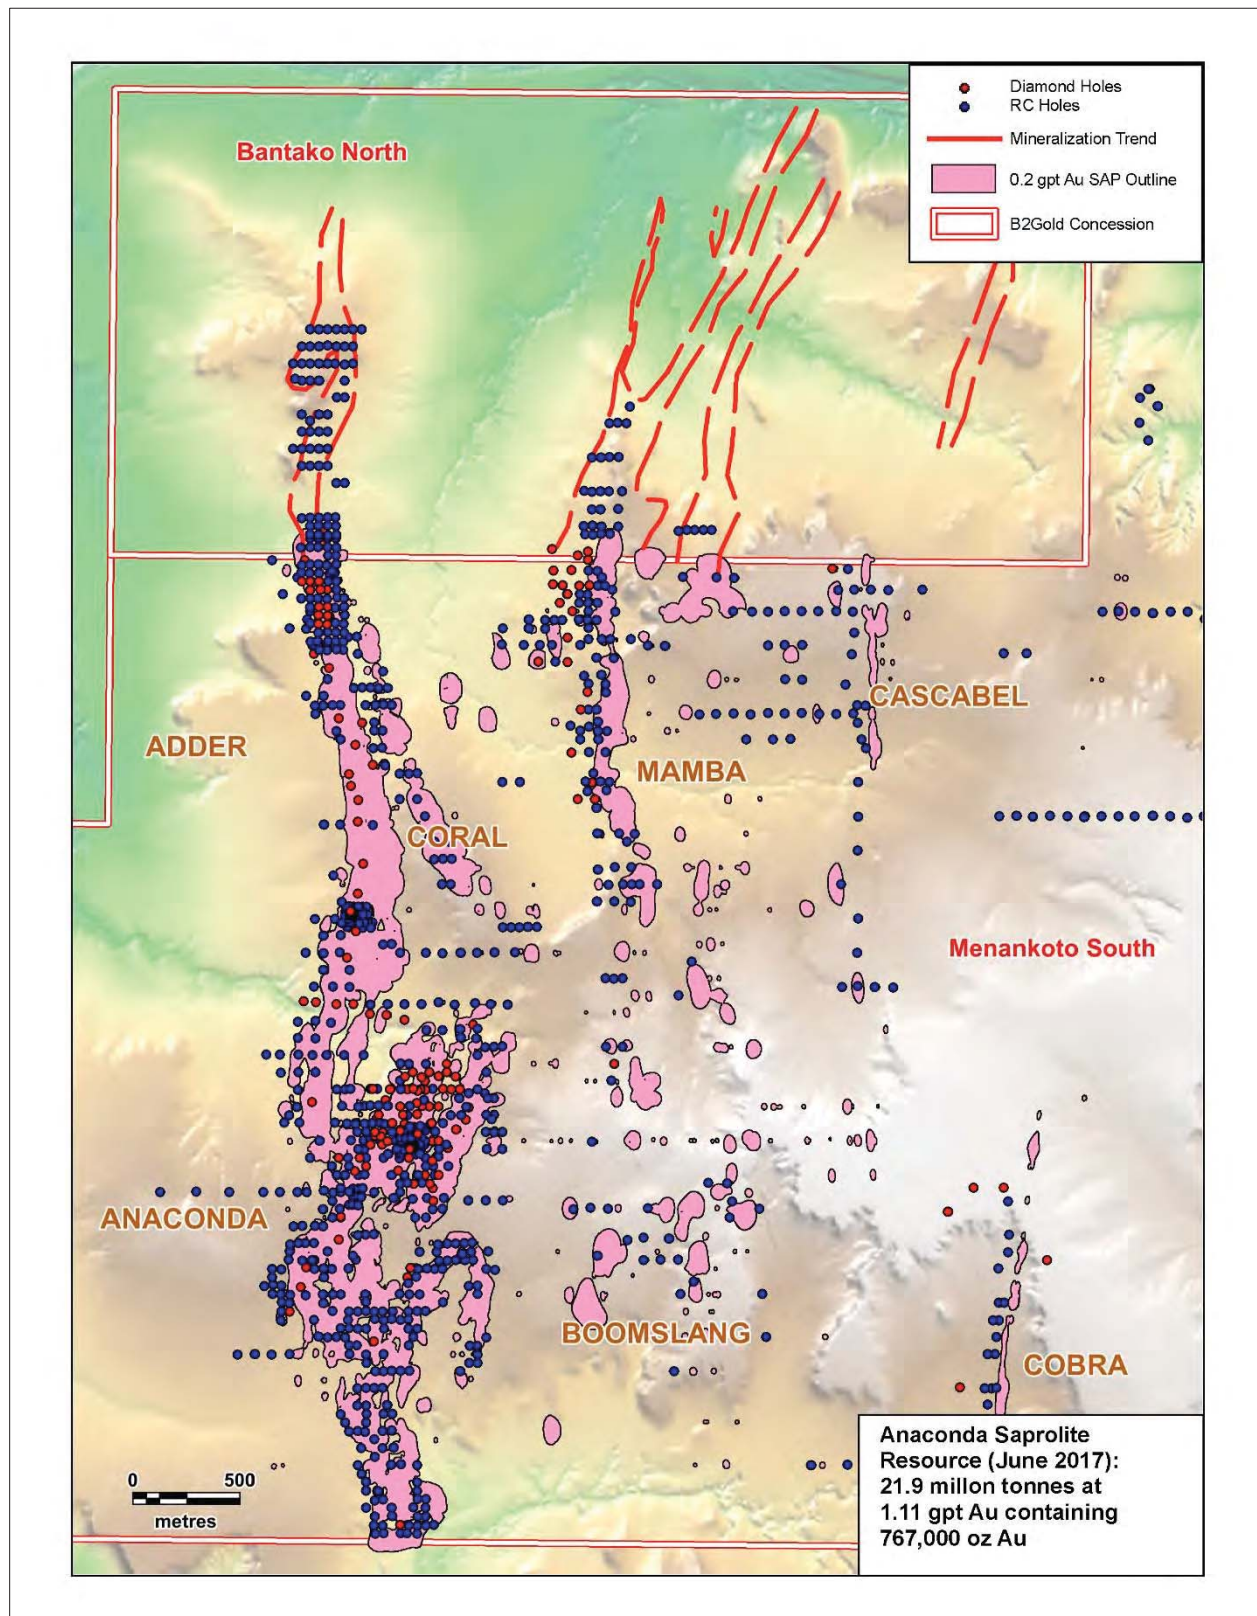 Diamond Holes
RC Holes
Mineralization Trend
0.2 gpt Au SAP Outline
B2Gold Concession
Bantako North
CASCABEL
ADDER
MAMBA
CORAL
Menankoto South
ANACONDA
BOOMSLANG
COBRA
0 500
metres
Anaconda Saprolite
Resource (June 2017):
21.9 millon tonnes at
1.11 gpt Au containing
767,000 oz Au